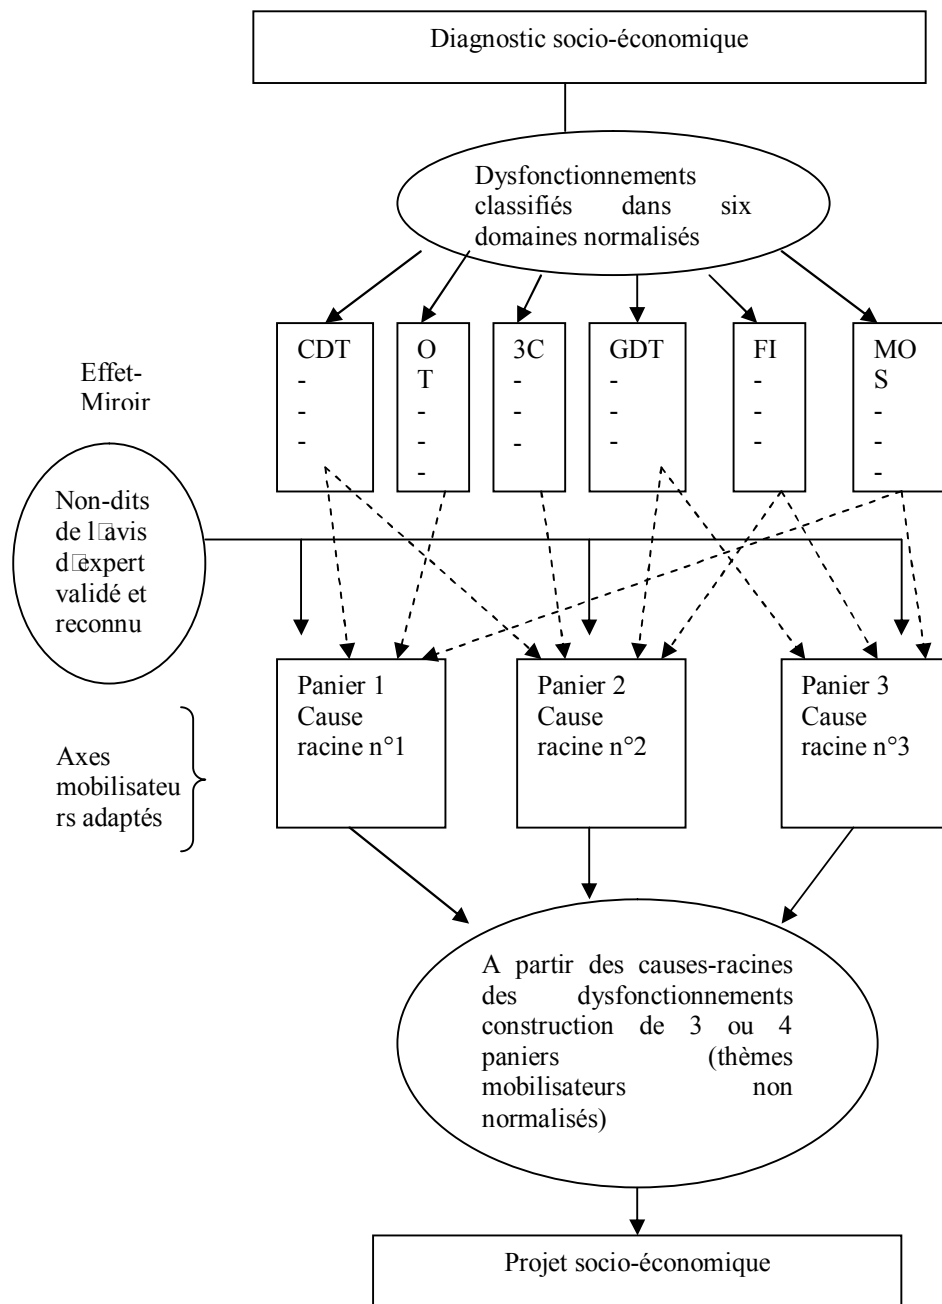 Diagnostic socio-économique
Dysfonctionnements
classifiés dans six
domaines normalisés
CDT
-
-
-
O
T
-
-
-
3C
-
-
-
GDT
-
-
-
FI
-
-
-
MO
S
-
-
-
Effet-
Miroir
Non-dits
de l□avis
d□expert
validé et
reconnu
Panier 1
Cause
racine n°1
Panier 2
Cause
racine n°2
Panier 3
Cause
racine n°3
Axes
mobilisateu
rs adaptés
A partir des causes-racines
des dysfonctionnements
construction de 3 ou 4
paniers (thèmes
mobilisateurs non
normalisés)
Projet socio-économique